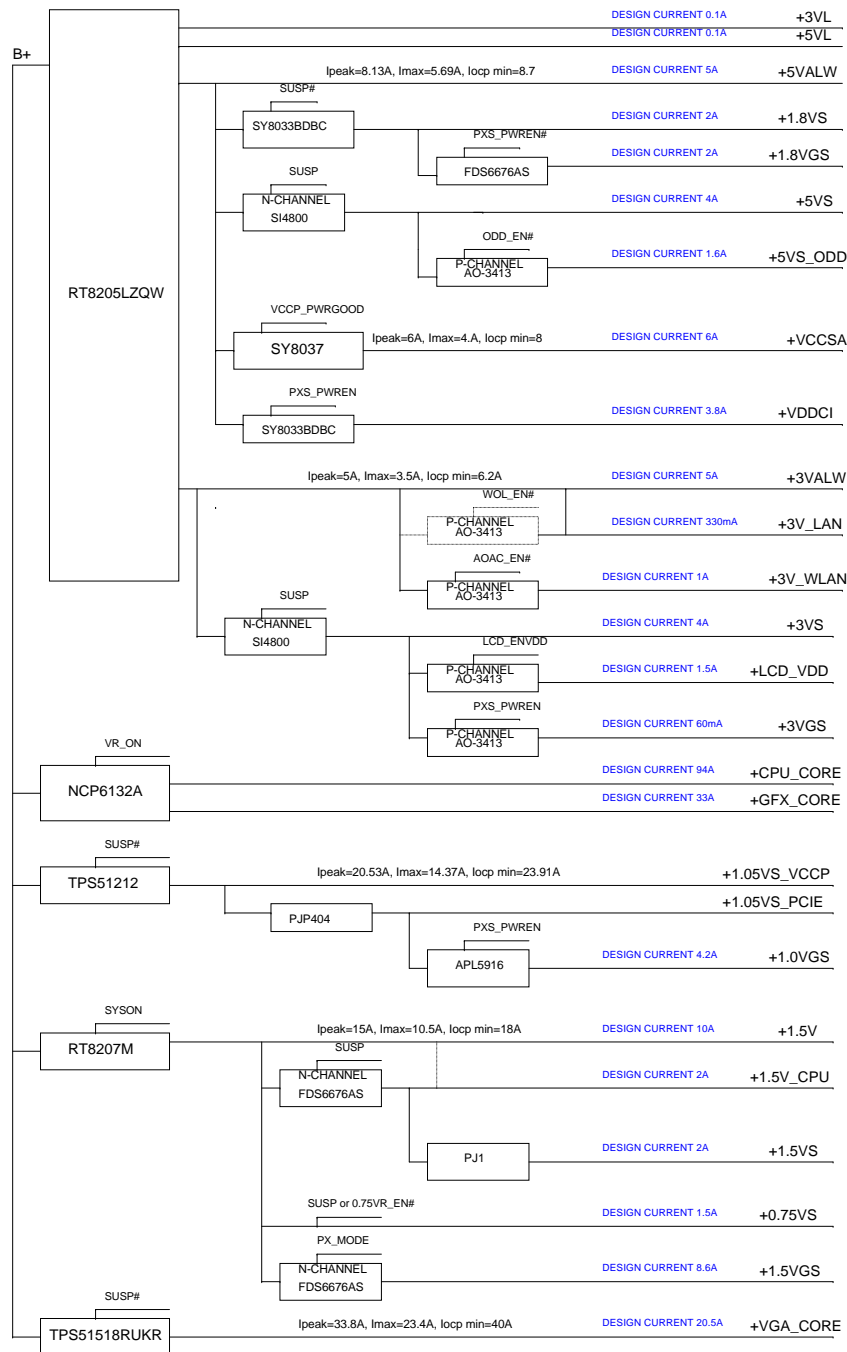 DESIGN CURRENT 0.1A +3VL
DESIGN CURRENT 0.1A +5VL
B+
Ipeak=8.13A, Imax=5.69A, Iocp min=8.7 DESIGN CURRENT 5A +5VALW
SUSP#
SY8033BDBC DESIGN CURRENT 2A +1.8VS
PXS_PWREN#
FDS6676AS DESIGN CURRENT 2A +1.8VGS
SUSP
N-CHANNEL DESIGN CURRENT 4A +5VS
SI4800
ODD_EN#
P-CHANNEL DESIGN CURRENT 1.6A +5VS_ODD
AO-3413
RT8205LZQW
VCCP_PWRGOOD
SY8037 Ipeak=6A, Imax=4.A, Iocp min=8 DESIGN CURRENT 6A +VCCSA
PXS_PWREN
SY8033BDBC DESIGN CURRENT 3.8A +VDDCI
Ipeak=5A, Imax=3.5A, Iocp min=6.2A DESIGN CURRENT 5A +3VALW
WOL_EN#
P-CHANNEL DESIGN CURRENT 330mA +3V_LAN
AO-3413
AOAC_EN#
P-CHANNEL DESIGN CURRENT 1A +3V_WLAN
AO-3413
SUSP
N-CHANNEL DESIGN CURRENT 4A +3VS
SI4800
LCD_ENVDD
P-CHANNEL DESIGN CURRENT 1.5A +LCD_VDD
AO-3413
PXS_PWREN
P-CHANNEL DESIGN CURRENT 60mA +3VGS
AO-3413
VR_ON
NCP6132A DESIGN CURRENT 94A +CPU_CORE
DESIGN CURRENT 33A +GFX_CORE
SUSP#
TPS51212 Ipeak=20.53A, Imax=14.37A, Iocp min=23.91A +1.05VS_VCCP
PJP404 +1.05VS_PCIE
PXS_PWREN
APL5916 DESIGN CURRENT 4.2A +1.0VGS
SYSON
RT8207M Ipeak=15A, Imax=10.5A, Iocp min=18A DESIGN CURRENT 10A +1.5V
SUSP
N-CHANNEL DESIGN CURRENT 2A +1.5V_CPU
FDS6676AS
PJ1 DESIGN CURRENT 2A +1.5VS
SUSP or 0.75VR_EN#
DESIGN CURRENT 1.5A +0.75VS
PX_MODE
N-CHANNEL DESIGN CURRENT 8.6A +1.5VGS
FDS6676AS
SUSP#
TPS51518RUKR Ipeak=33.8A, Imax=23.4A, Iocp min=40A DESIGN CURRENT 20.5A +VGA_CORE